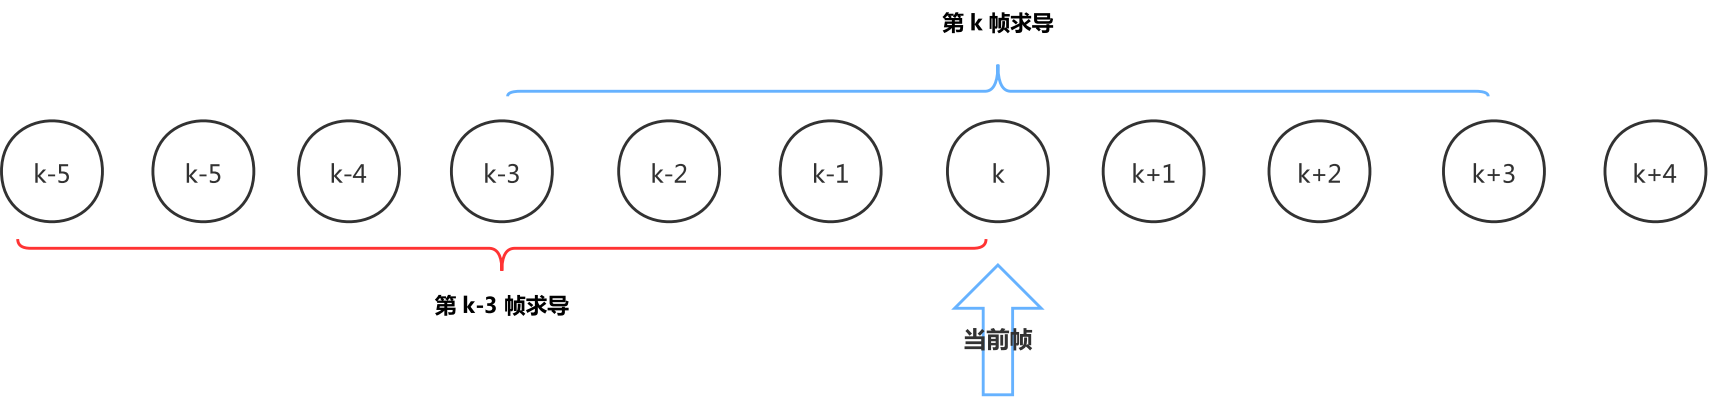 第 k 帧求导
k-5
k-5
k-4
k-3
k-2
k-1
k
k+1
k+2
k+3
k+4
第 k-3 帧求导
当前帧